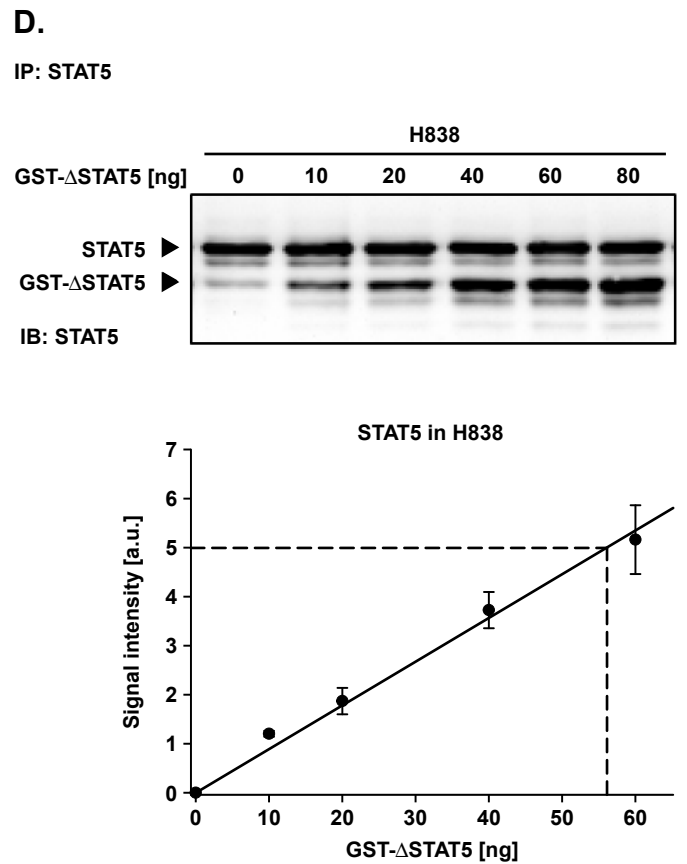 D.
IP: STAT5
H838
GST-ΔSTAT5 [ng] 0 10 20 40 60 80
STAT5
GST-ΔSTAT5
IB: STAT5
STAT5 in H838
7
6
5
4
3
2
1
0
Signal intensity [a.u.]
0 10 20 30 40 50 60
GST-ΔSTAT5 [ng]